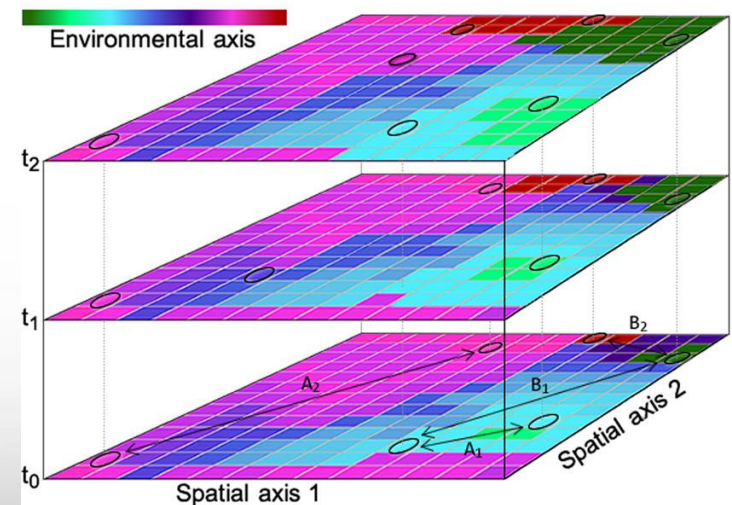 Environmental axis
t₂
t₁
B₂
A₂
B₁
A₁
t₀
Spatial axis 1
Spatial axis 2